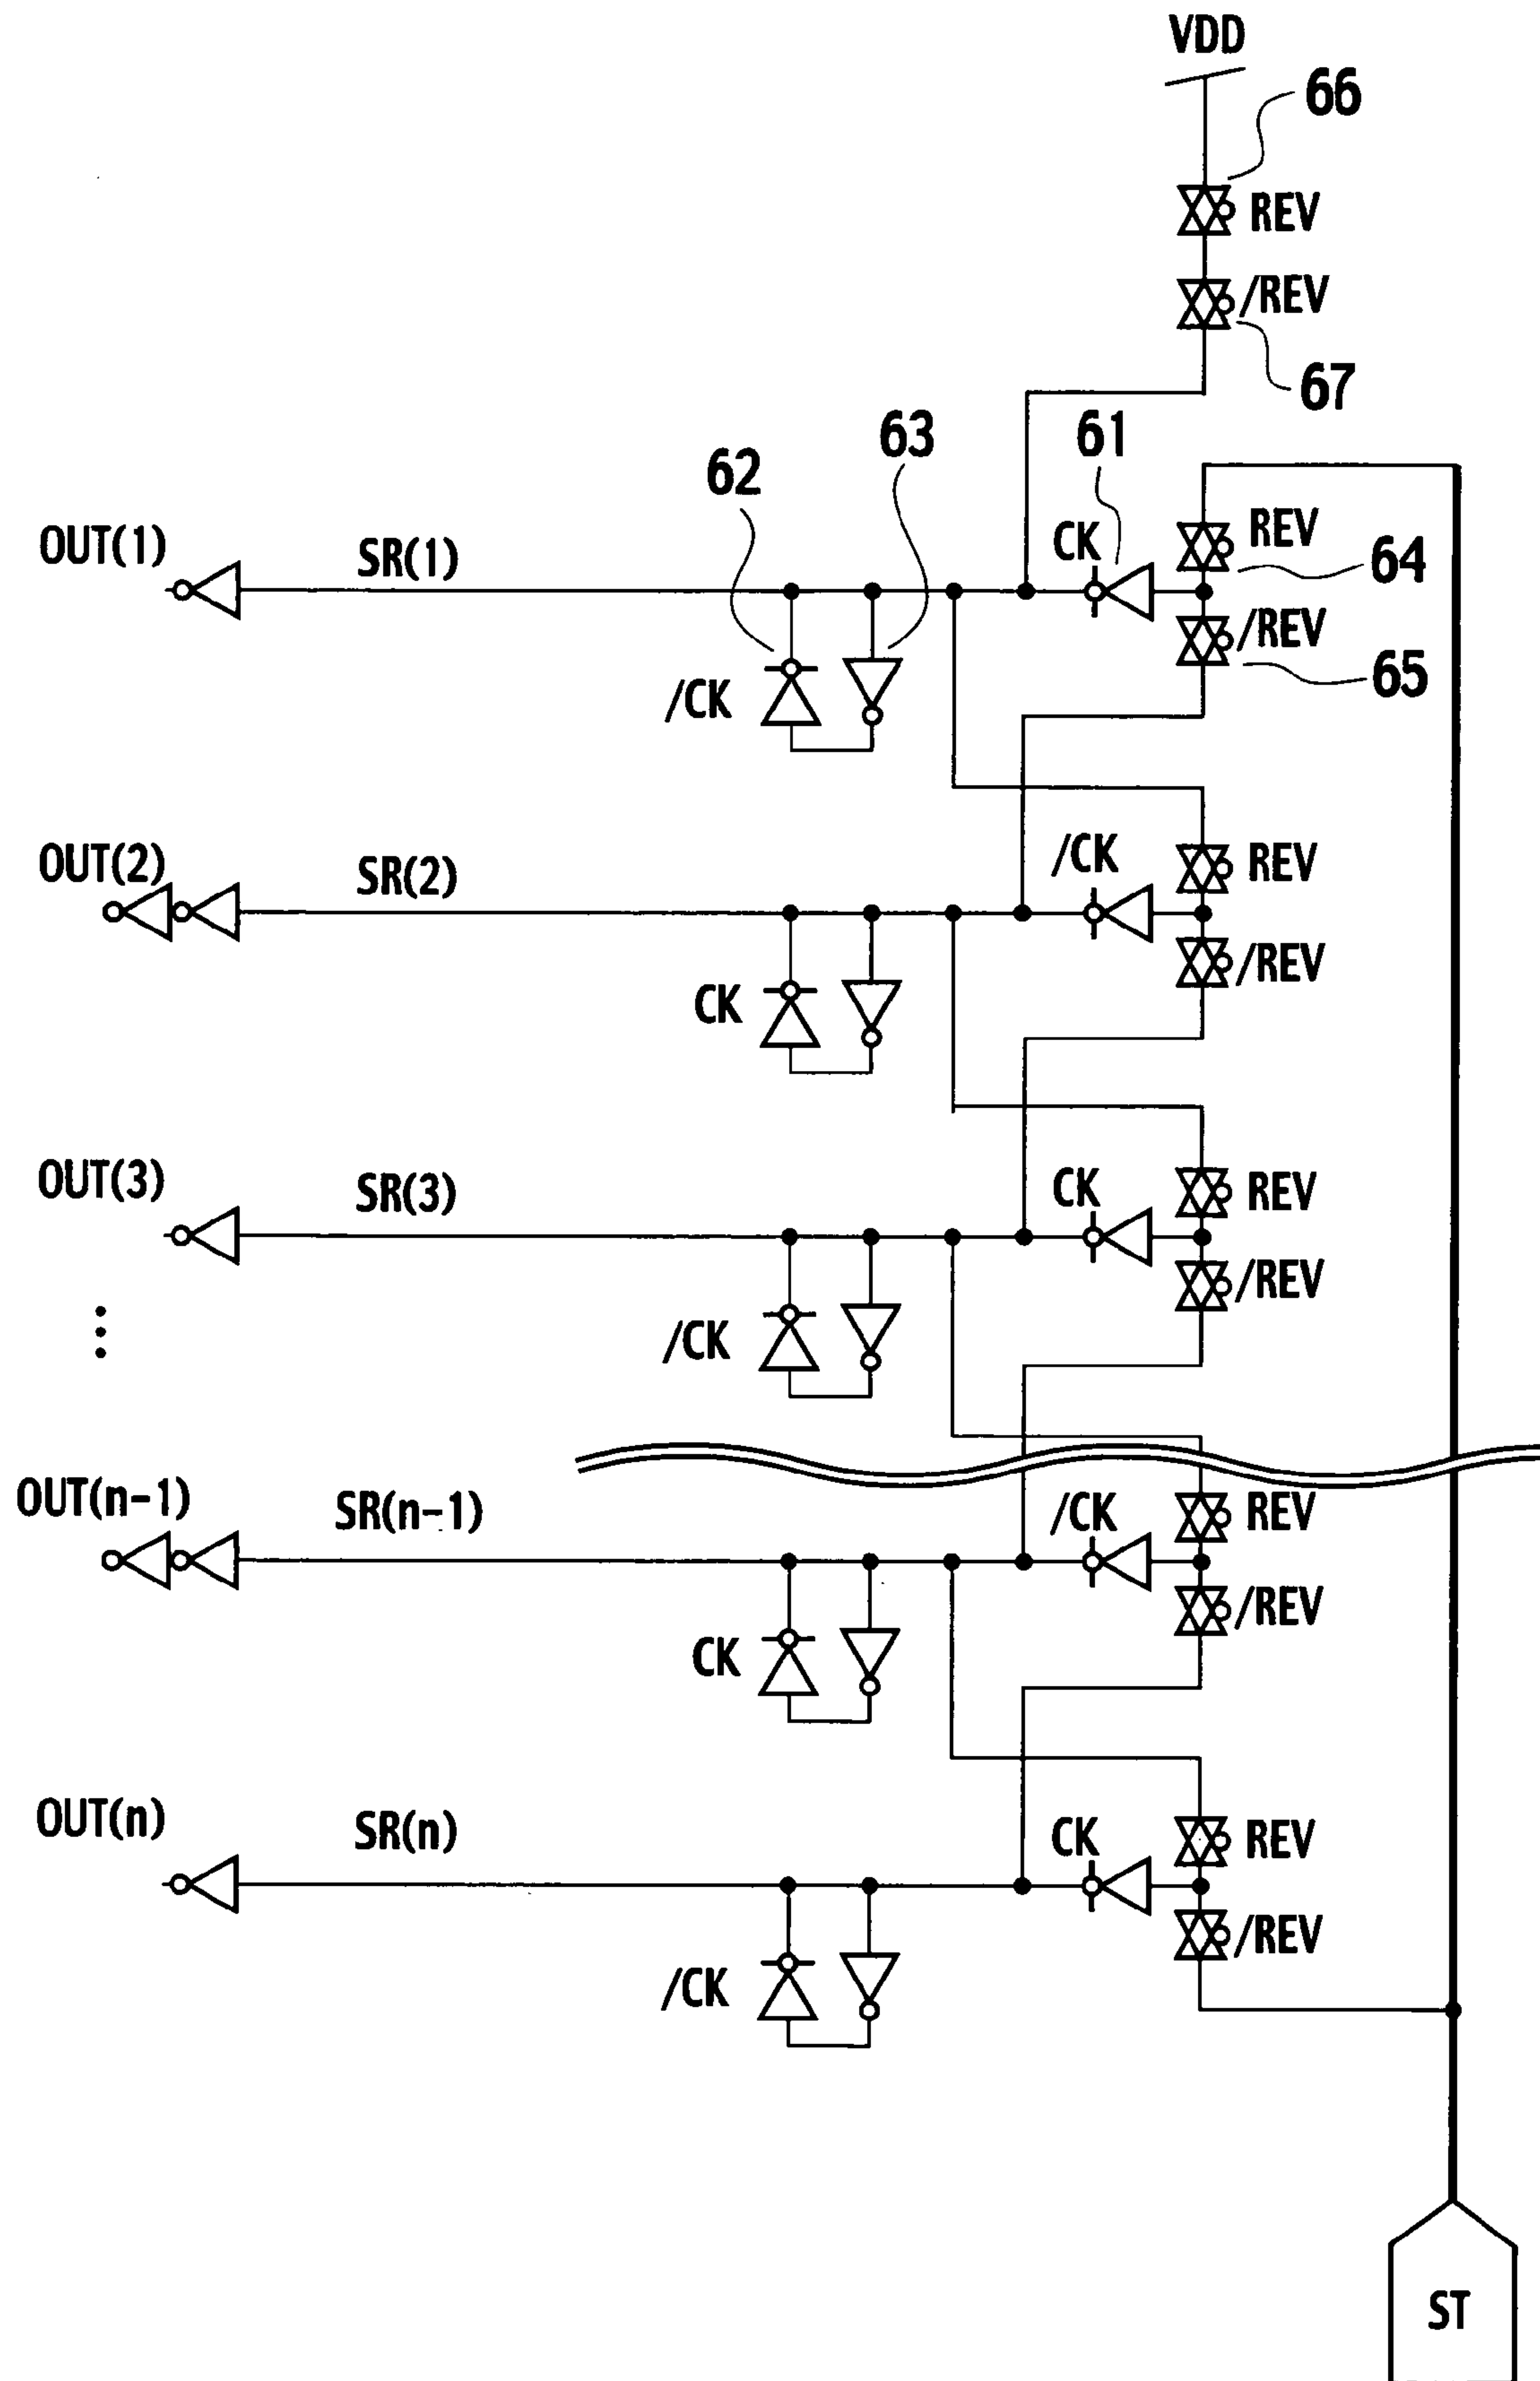 VDD
66
REV
/REV
67
61
63
62
OUT(1)
SR(1)
CK
REV
64
/REV
65
/CK
OUT(2)
SR(2)
/CK
REV
/REV
CK
OUT(3)
SR(3)
CK
REV
/REV
/CK
OUT(n-1)
SR(n-1)
/CK
REV
/REV
CK
OUT(n)
SR(n)
CK
REV
/REV
/CK
ST